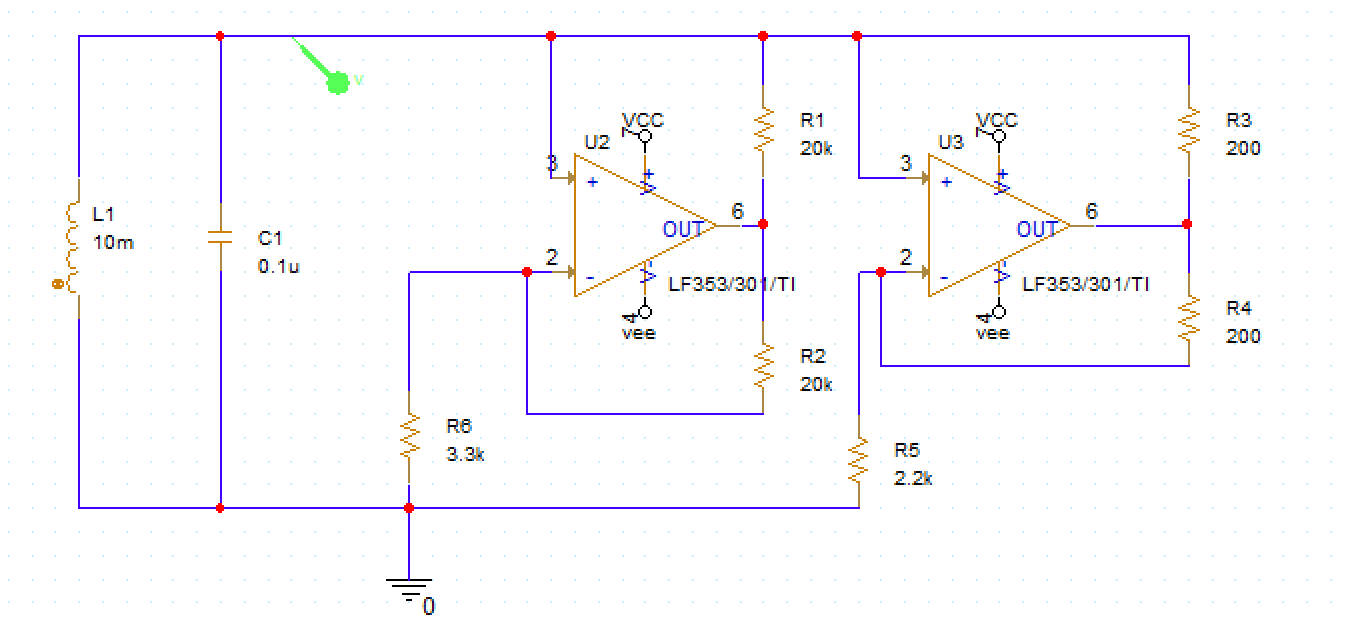 V
L1
10m
C1
0.1u
U2
VCC
7
3
+
+
V
6
OUT
2
-
-
V
LF353/301/TI
4
vee
R1
20k
R2
20k
R6
3.3k
U3
VCC
7
3
+
+
V
6
OUT
2
-
-
V
LF353/301/TI
4
vee
R3
200
R4
200
R5
2.2k
0